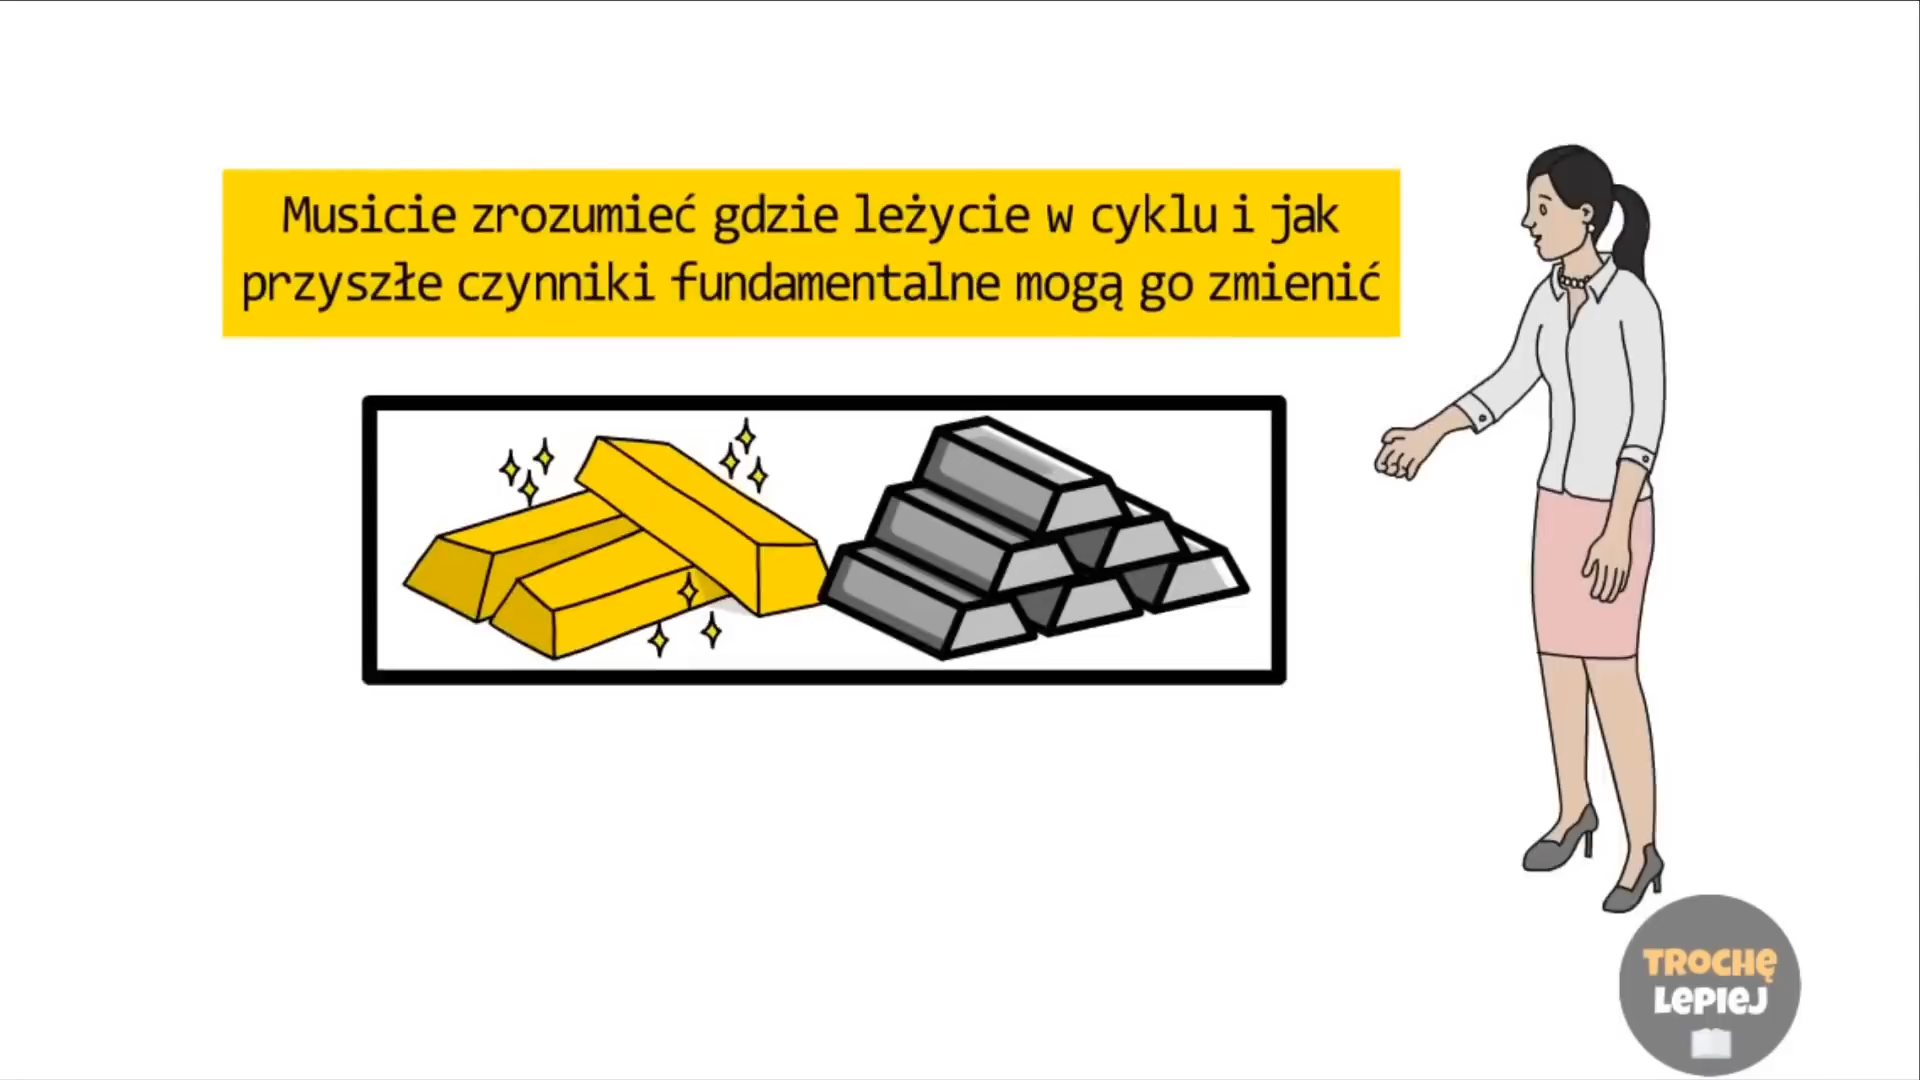 Musicie zrozumieć gdzie leżycie w cyklu i jak
przyszłe czynniki fundamentalne mogą go zmienić
TROCHĘ
LEPIEJ